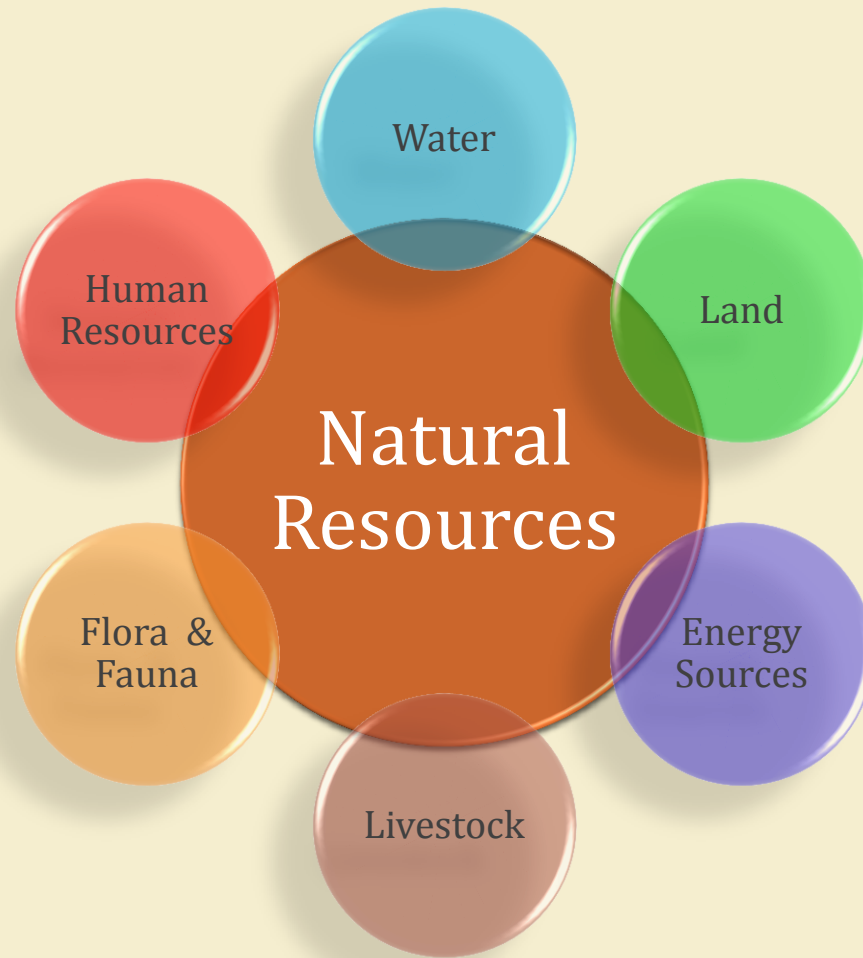 Water
Human
Resources
Land
Natural
Resources
Flora & 
Fauna
Energy
Sources
Livestock